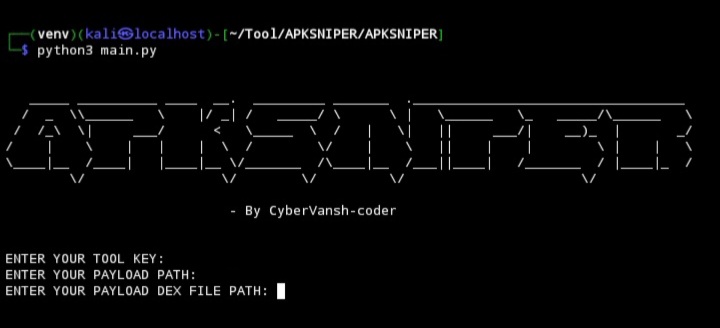 (venv)(kali㉿localhost)-[~/Tool/APKSNIPER/APKSNIPER]
$ python3 main.py
APKSNIPER
- By CyberVansh-coder
ENTER YOUR TOOL KEY:
ENTER YOUR PAYLOAD PATH:
ENTER YOUR PAYLOAD DEX FILE PATH: